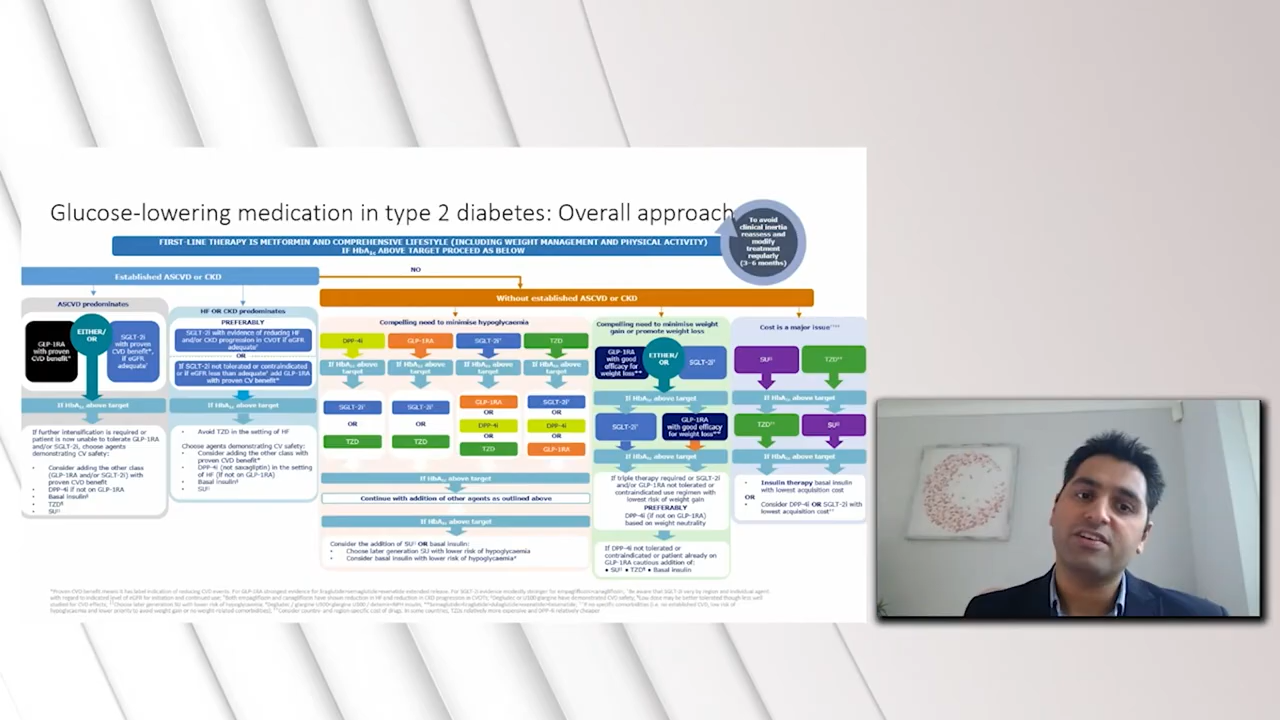 Glucose-lowering medication in type 2 diabetes: Overall approach
To avoid
clinical inertia
reassess and
modify
treatment
regularly
(3–6 months)
FIRST-LINE THERAPY IS METFORMIN AND COMPREHENSIVE LIFESTYLE (INCLUDING WEIGHT MANAGEMENT AND PHYSICAL ACTIVITY)
IF HbA1c ABOVE TARGET PROCEED AS BELOW
Established ASCVD or CKD
NO
Without established ASCVD or CKD
ASCVD predominates
EITHER/
OR
GLP-1RA
with proven
CVD benefit*
SGLT-2i
with proven
CVD benefit*,
if eGFR
adequate†
If HbA1c above target
If further intensification is required or
patient is now unable to tolerate GLP-1RA
and/or SGLT-2i, choose agents
demonstrating CV safety:
• Consider adding the other class
(GLP-1RA and/or SGLT-2i) with
proven CVD benefit
• DPP-4i if not on GLP-1RA
• Basal insulin
• TZD
• SU
HF OR CKD predominates
PREFERABLY
SGLT-2i with evidence of reducing HF
and/or CKD progression in CVOT if eGFR
adequate
OR
If SGLT-2i not tolerated or contraindicated
or if eGFR less than adequate add GLP-1RA
with proven CV benefit*
If HbA1c above target
• Avoid TZD in the setting of HF
Choose agents demonstrating CV safety:
• Consider adding the other class with
proven CVD benefit*
• DPP-4i (not saxagliptin) in the setting
of HF (if not on GLP-1RA)
• Basal insulin
• SU
Compelling need to minimise hypoglycaemia
DPP-4i
GLP-1RA
SGLT-2i
TZD
If HbA1c above
target
If HbA1c above
target
If HbA1c above
target
If HbA1c above
target
SGLT-2i
OR
TZD
SGLT-2i
OR
TZD
GLP-1RA
OR
DPP-4i
OR
TZD
SGLT-2i
OR
DPP-4i
OR
GLP-1RA
If HbA1c above target
Continue with addition of other agents as outlined above
If HbA1c above target
Consider the addition of SU OR basal insulin:
• Choose later generation SU with lower risk of hypoglycaemia
• Consider basal insulin with lower risk of hypoglycaemia
Compelling need to minimise weight
gain or promote weight loss
EITHER/
OR
GLP-1RA
with good
efficacy for
weight loss**
SGLT-2i
If HbA1c above target
SGLT-2i
GLP-1RA
with good efficacy
for weight loss**
If HbA1c above target
If triple therapy required or SGLT-2i
and/or GLP-1RA not tolerated or
contraindicated use regimen with
lowest risk of weight gain
PREFERABLY
DPP-4i (if not on GLP-1RA)
based on weight neutrality
If DPP-4i not tolerated or
contraindicated or patient already on
GLP-1RA cautious addition of:
• SU • TZD • Basal insulin
Cost is a major issue
SU
TZD
If HbA1c above target
TZD
SU
If HbA1c above target
• Insulin therapy basal insulin
with lowest acquisition cost
OR
• Consider DPP-4i OR SGLT-2i with
lowest acquisition cost